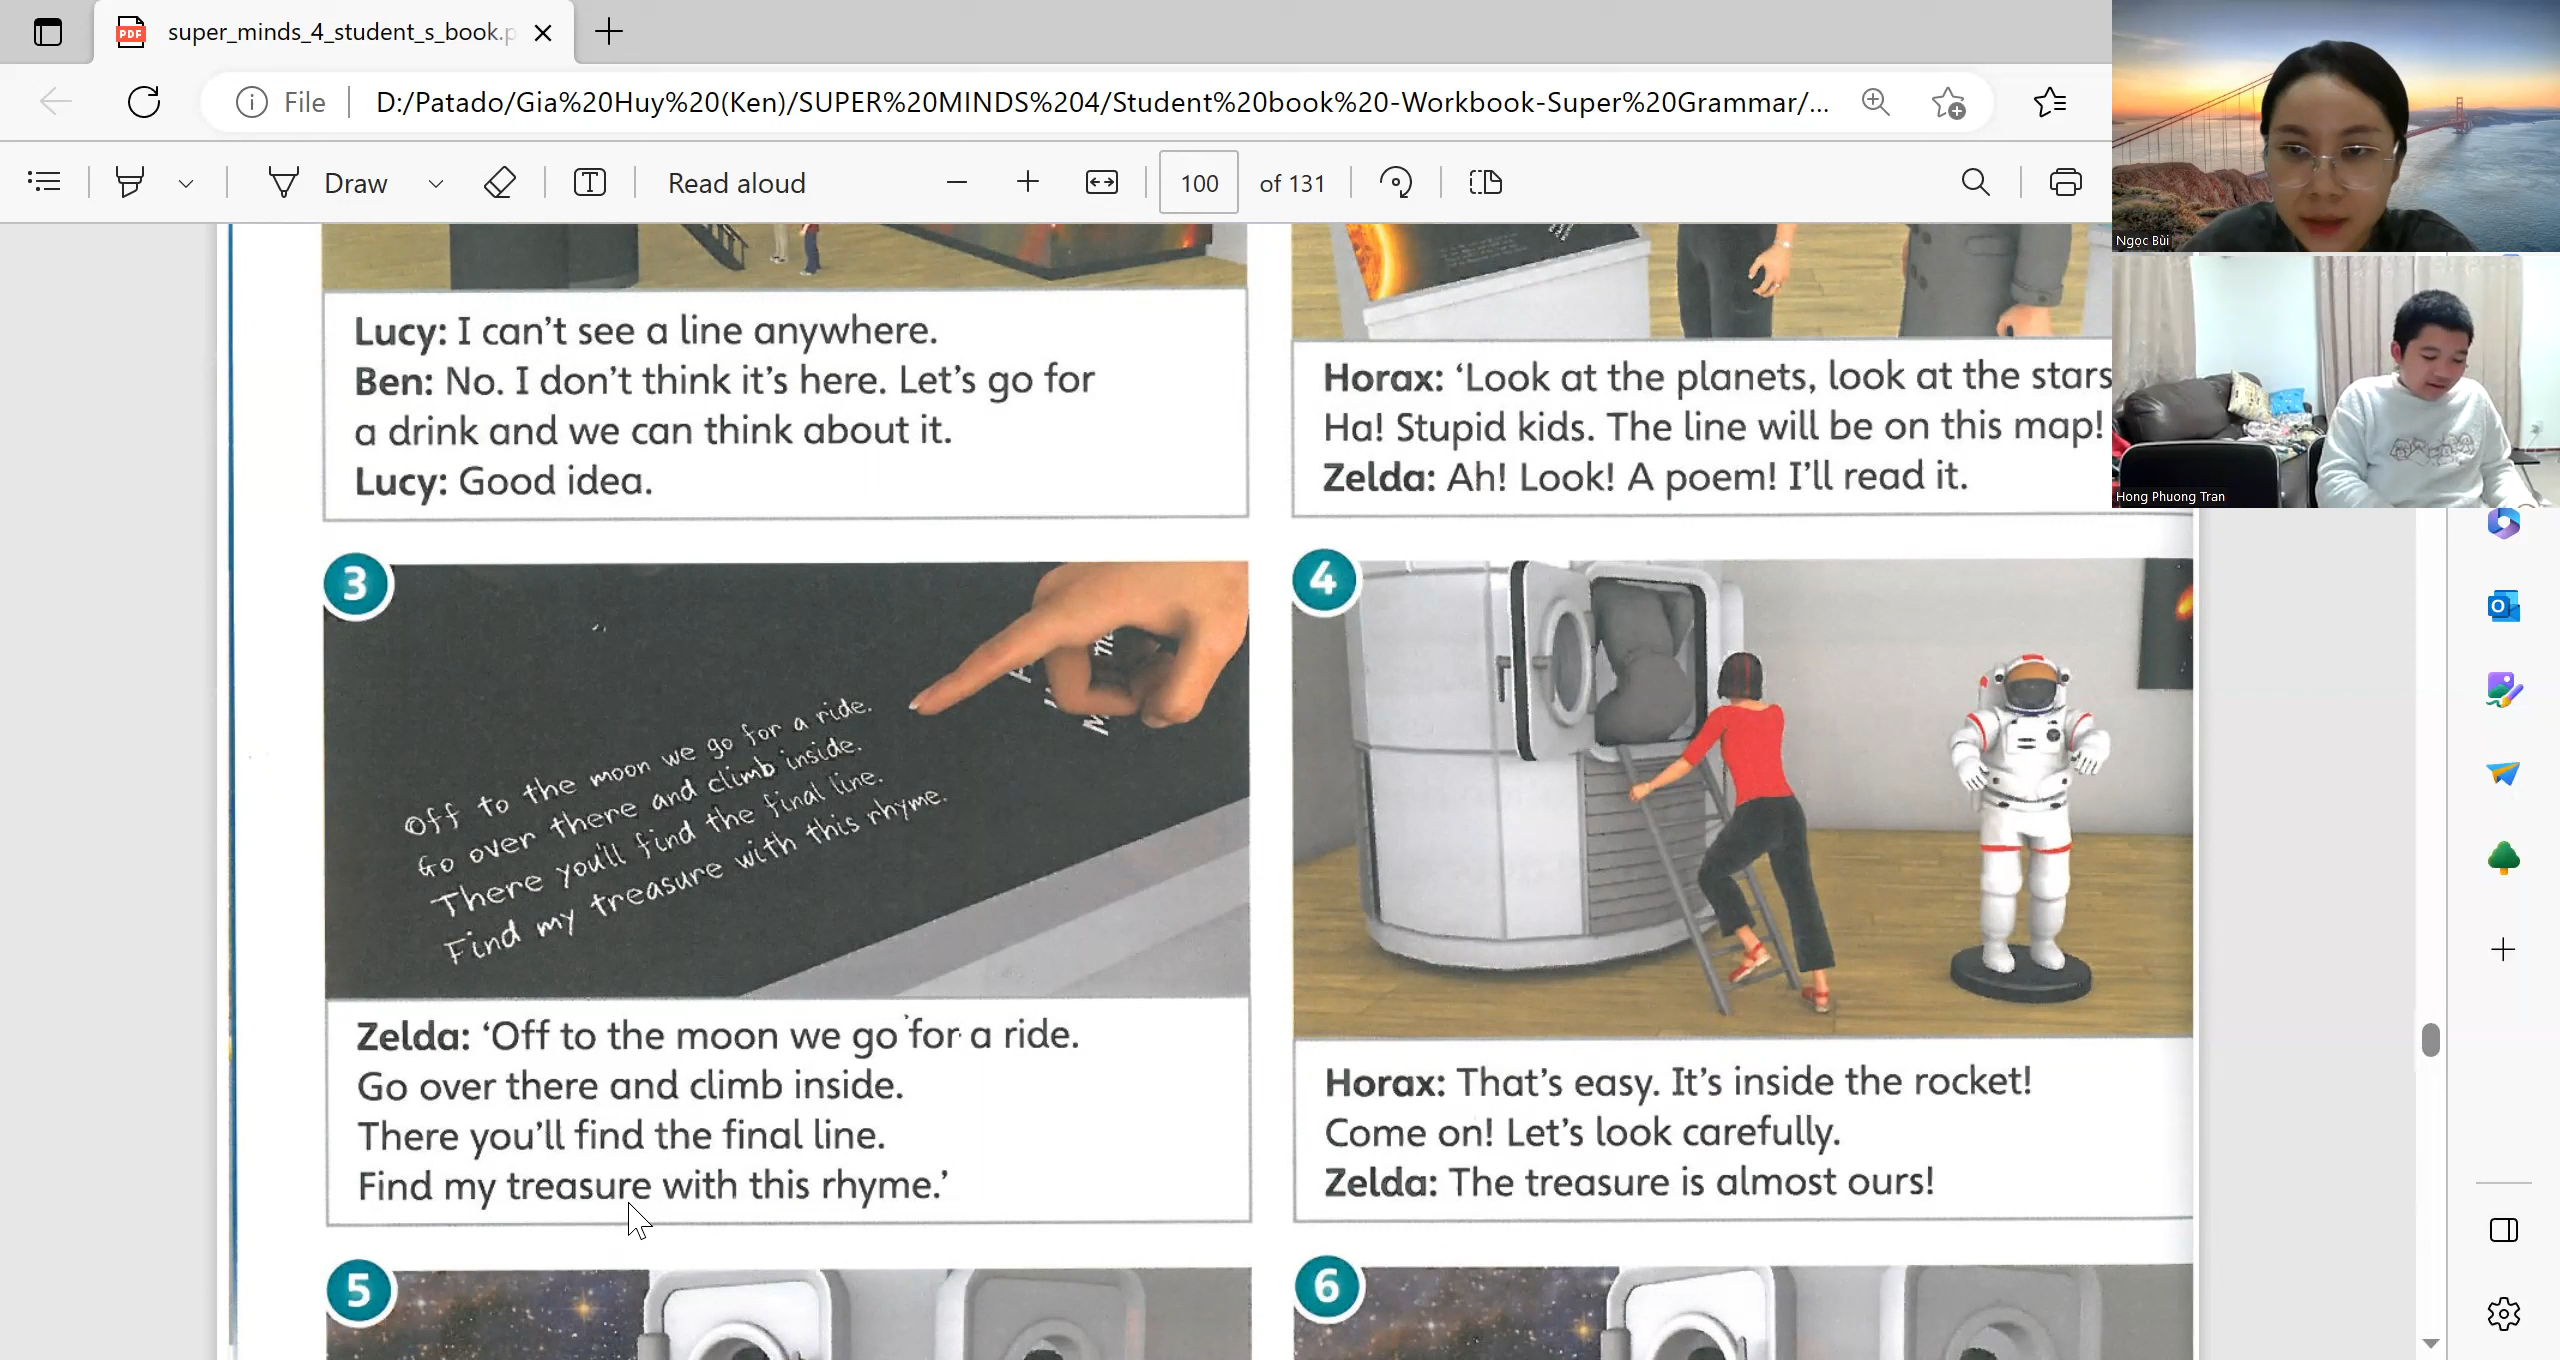 super_minds_4_student_s_book.p
File
D:/Patado/Gia%20Huy%20(Ken)/SUPER%20MINDS%204/Student%20book%20-Workbook-Super%20Grammar/...
Draw
Read aloud
100 of 131
Ngọc Bùi
Hong Phuong Tran
Lucy: I can't see a line anywhere.
Ben: No. I don't think it's here. Let's go for
a drink and we can think about it.
Lucy: Good idea.
Horax: 'Look at the planets, look at the stars
Ha! Stupid kids. The line will be on this map!
Zelda: Ah! Look! A poem! I'll read it.
3
Off to the moon we go for a ride.
Go over there and climb inside.
There you'll find the final line.
Find my treasure with this rhyme.
Zelda: 'Off to the moon we go for a ride.
Go over there and climb inside.
There you'll find the final line.
Find my treasure with this rhyme.'
4
Horax: That's easy. It's inside the rocket!
Come on! Let's look carefully.
Zelda: The treasure is almost ours!
5
6